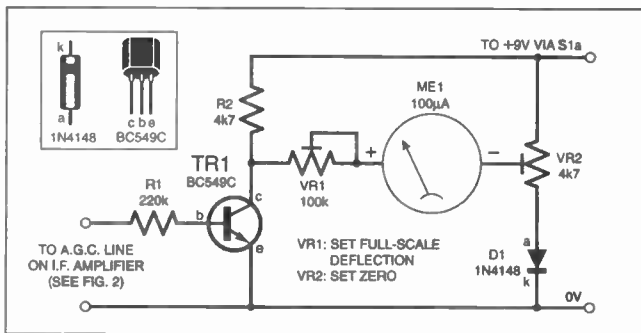 k
a
1N4148
c b e
BC549C
TO +9V VIA S1a
R2
4k7
ME1
100µA
+
−
VR2
4k7
TR1
BC549C
R1
220k
b
c
e
VR1
100k
TO A.G.C. LINE
ON I.F. AMPLIFIER
(SEE FIG. 2)
VR1: SET FULL-SCALE
DEFLECTION
VR2: SET ZERO
a
D1
1N4148
k
0V